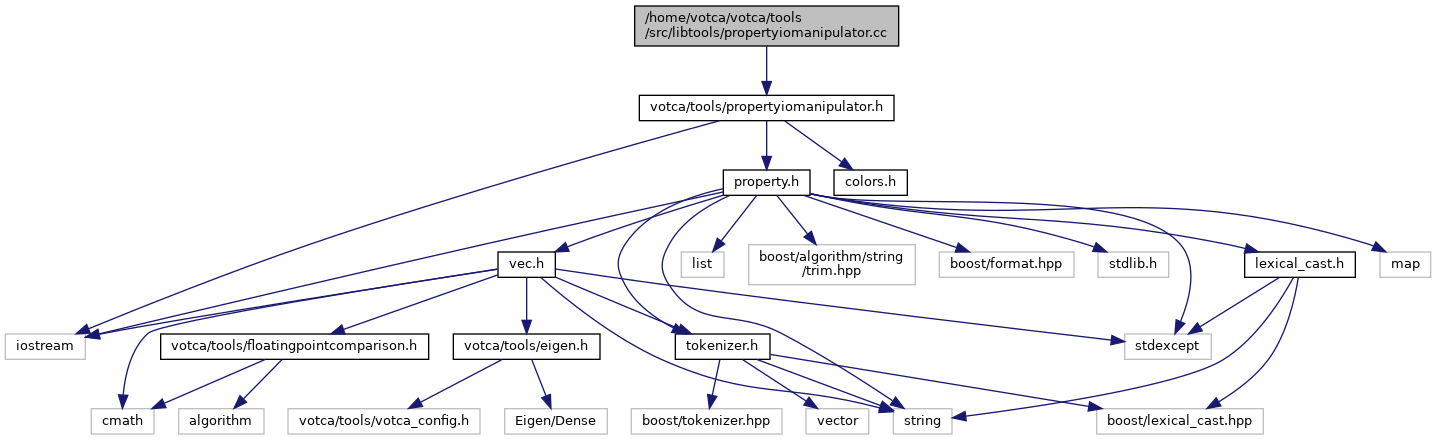 /home/votca/votca/tools
/src/libtools/propertyiomanipulator.cc
votca/tools/propertyiomanipulator.h
property.h
colors.h
vec.h
list
boost/algorithm/string
/trim.hpp
boost/format.hpp
stdlib.h
lexical_cast.h
map
iostream
votca/tools/floatingpointcomparison.h
votca/tools/eigen.h
tokenizer.h
stdexcept
cmath
algorithm
votca/tools/votca_config.h
Eigen/Dense
boost/tokenizer.hpp
vector
string
boost/lexical_cast.hpp